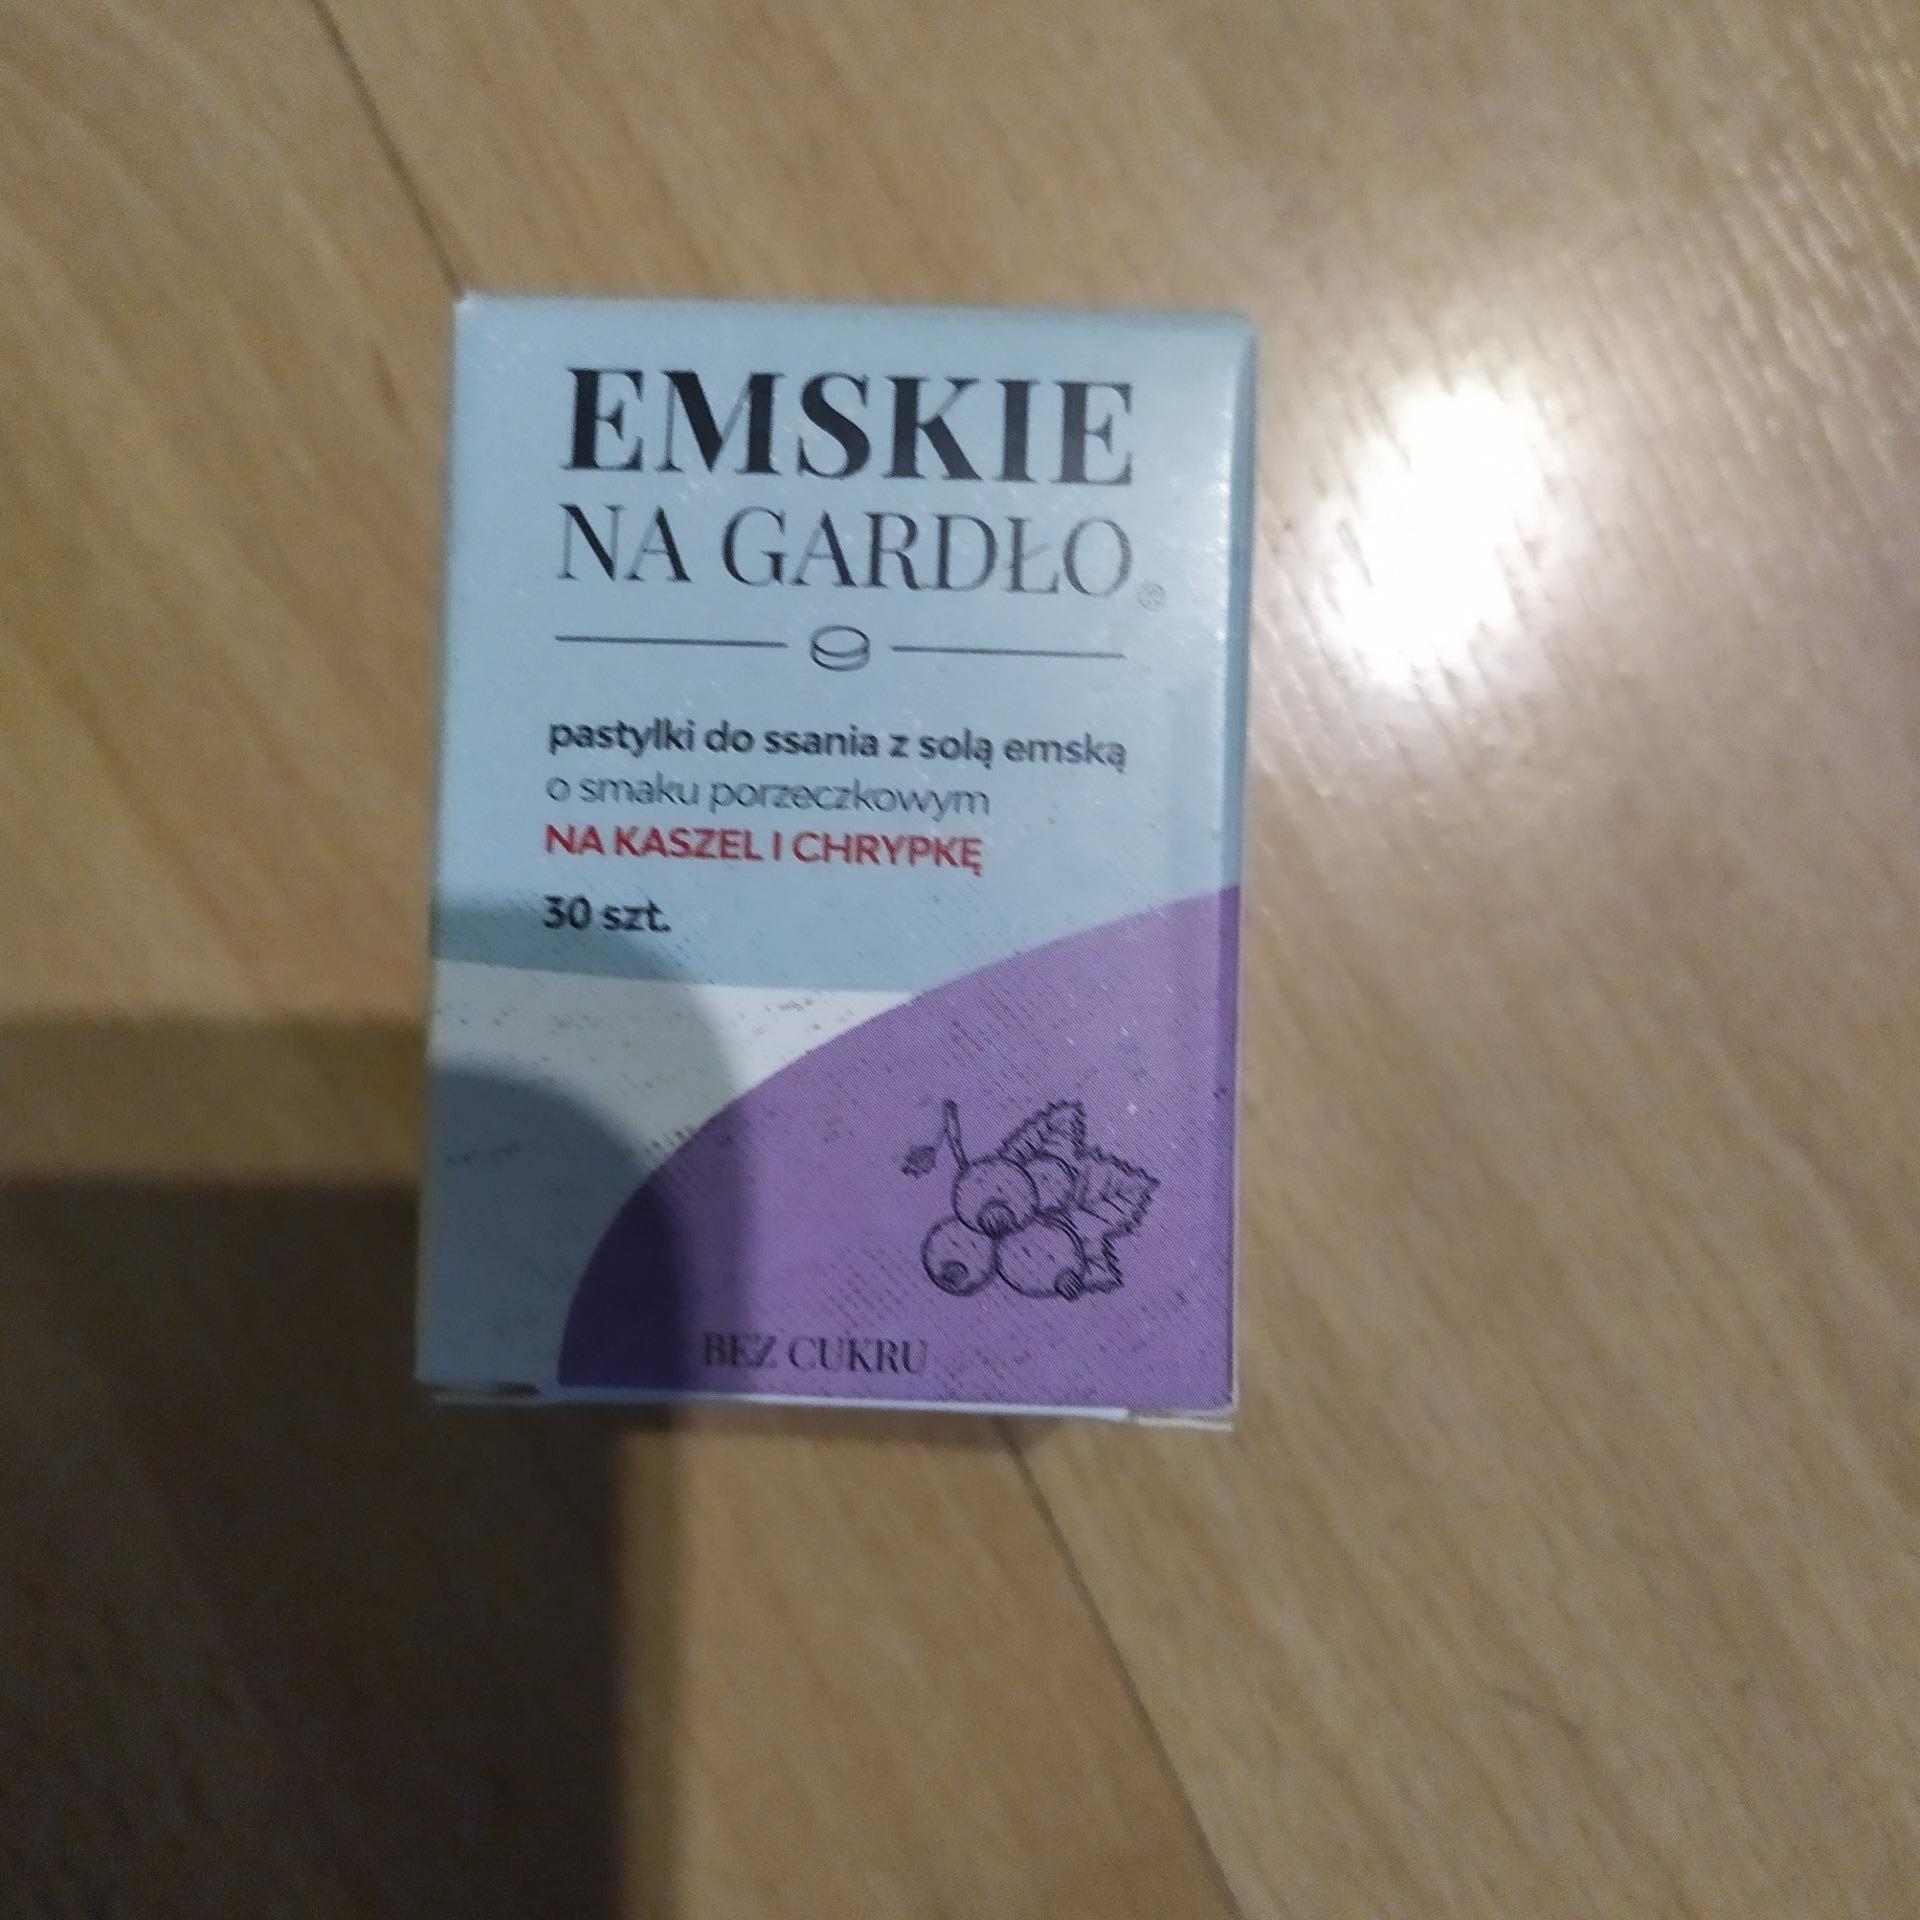 EMSKIE
NA GARDŁO®
pastylki do ssania z solą emską
o smaku porzeczkowym
NA KASZEL I CHRYPKĘ
30 szt.
BEZ CUKRU